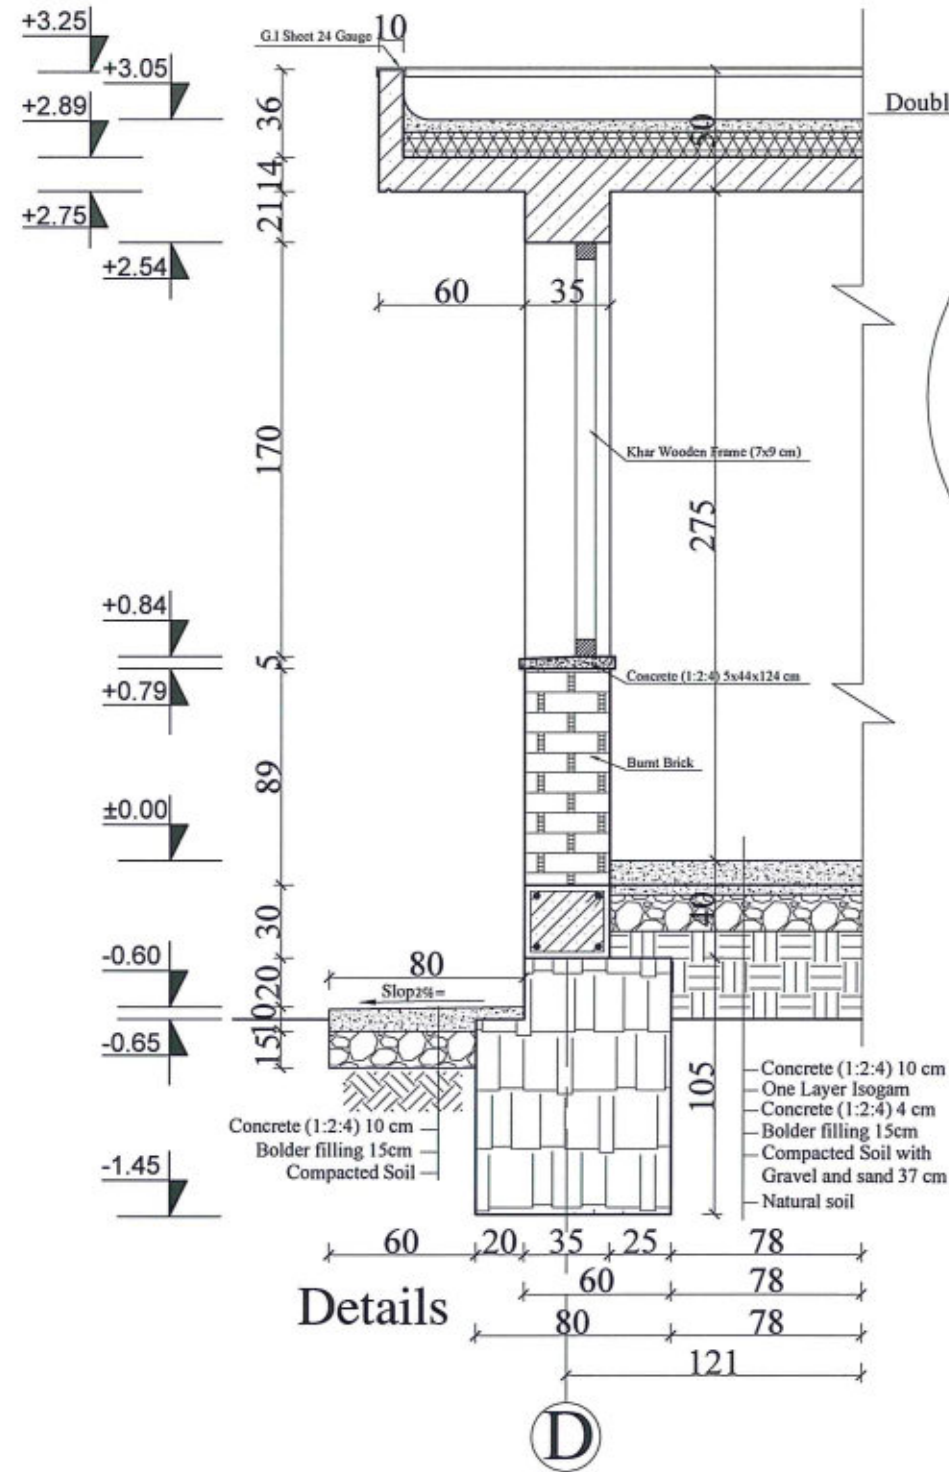 +3.25
G.I Sheet 24 Gauge
10
+3.05
+2.89
36
Doubl
50
14
21
+2.75
+2.54
60
35
170
Khar Wooden Frame (7x9 cm)
275
+0.84
5
Concrete (1:2:4) 5x44x124 cm
+0.79
Burnt Brick
89
±0.00
40
30
-0.60
80
20
Slop2%=
10
-0.65
15
105
Concrete (1:2:4) 10 cm
One Layer Isogam
Concrete (1:2:4) 4 cm
Bolder filling 15cm
Compacted Soil with
Gravel and sand 37 cm
Natural soil
Concrete (1:2:4) 10 cm
Bolder filling 15cm
Compacted Soil
-1.45
60
20
35
25
78
60
78
Details
80
78
121
D